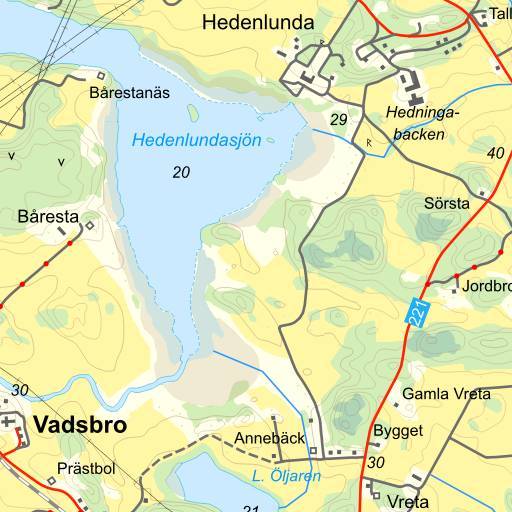 Hedenlunda
Tall
Bårestanäs
Hedenlundasjön
29
Hedninga-
backen
20
40
Sörsta
Båresta
Jordbro
221
30
Gamla Vreta
Vadsbro
Annebäck
Bygget
Prästbol
L. Öljaren
30
Vreta
21